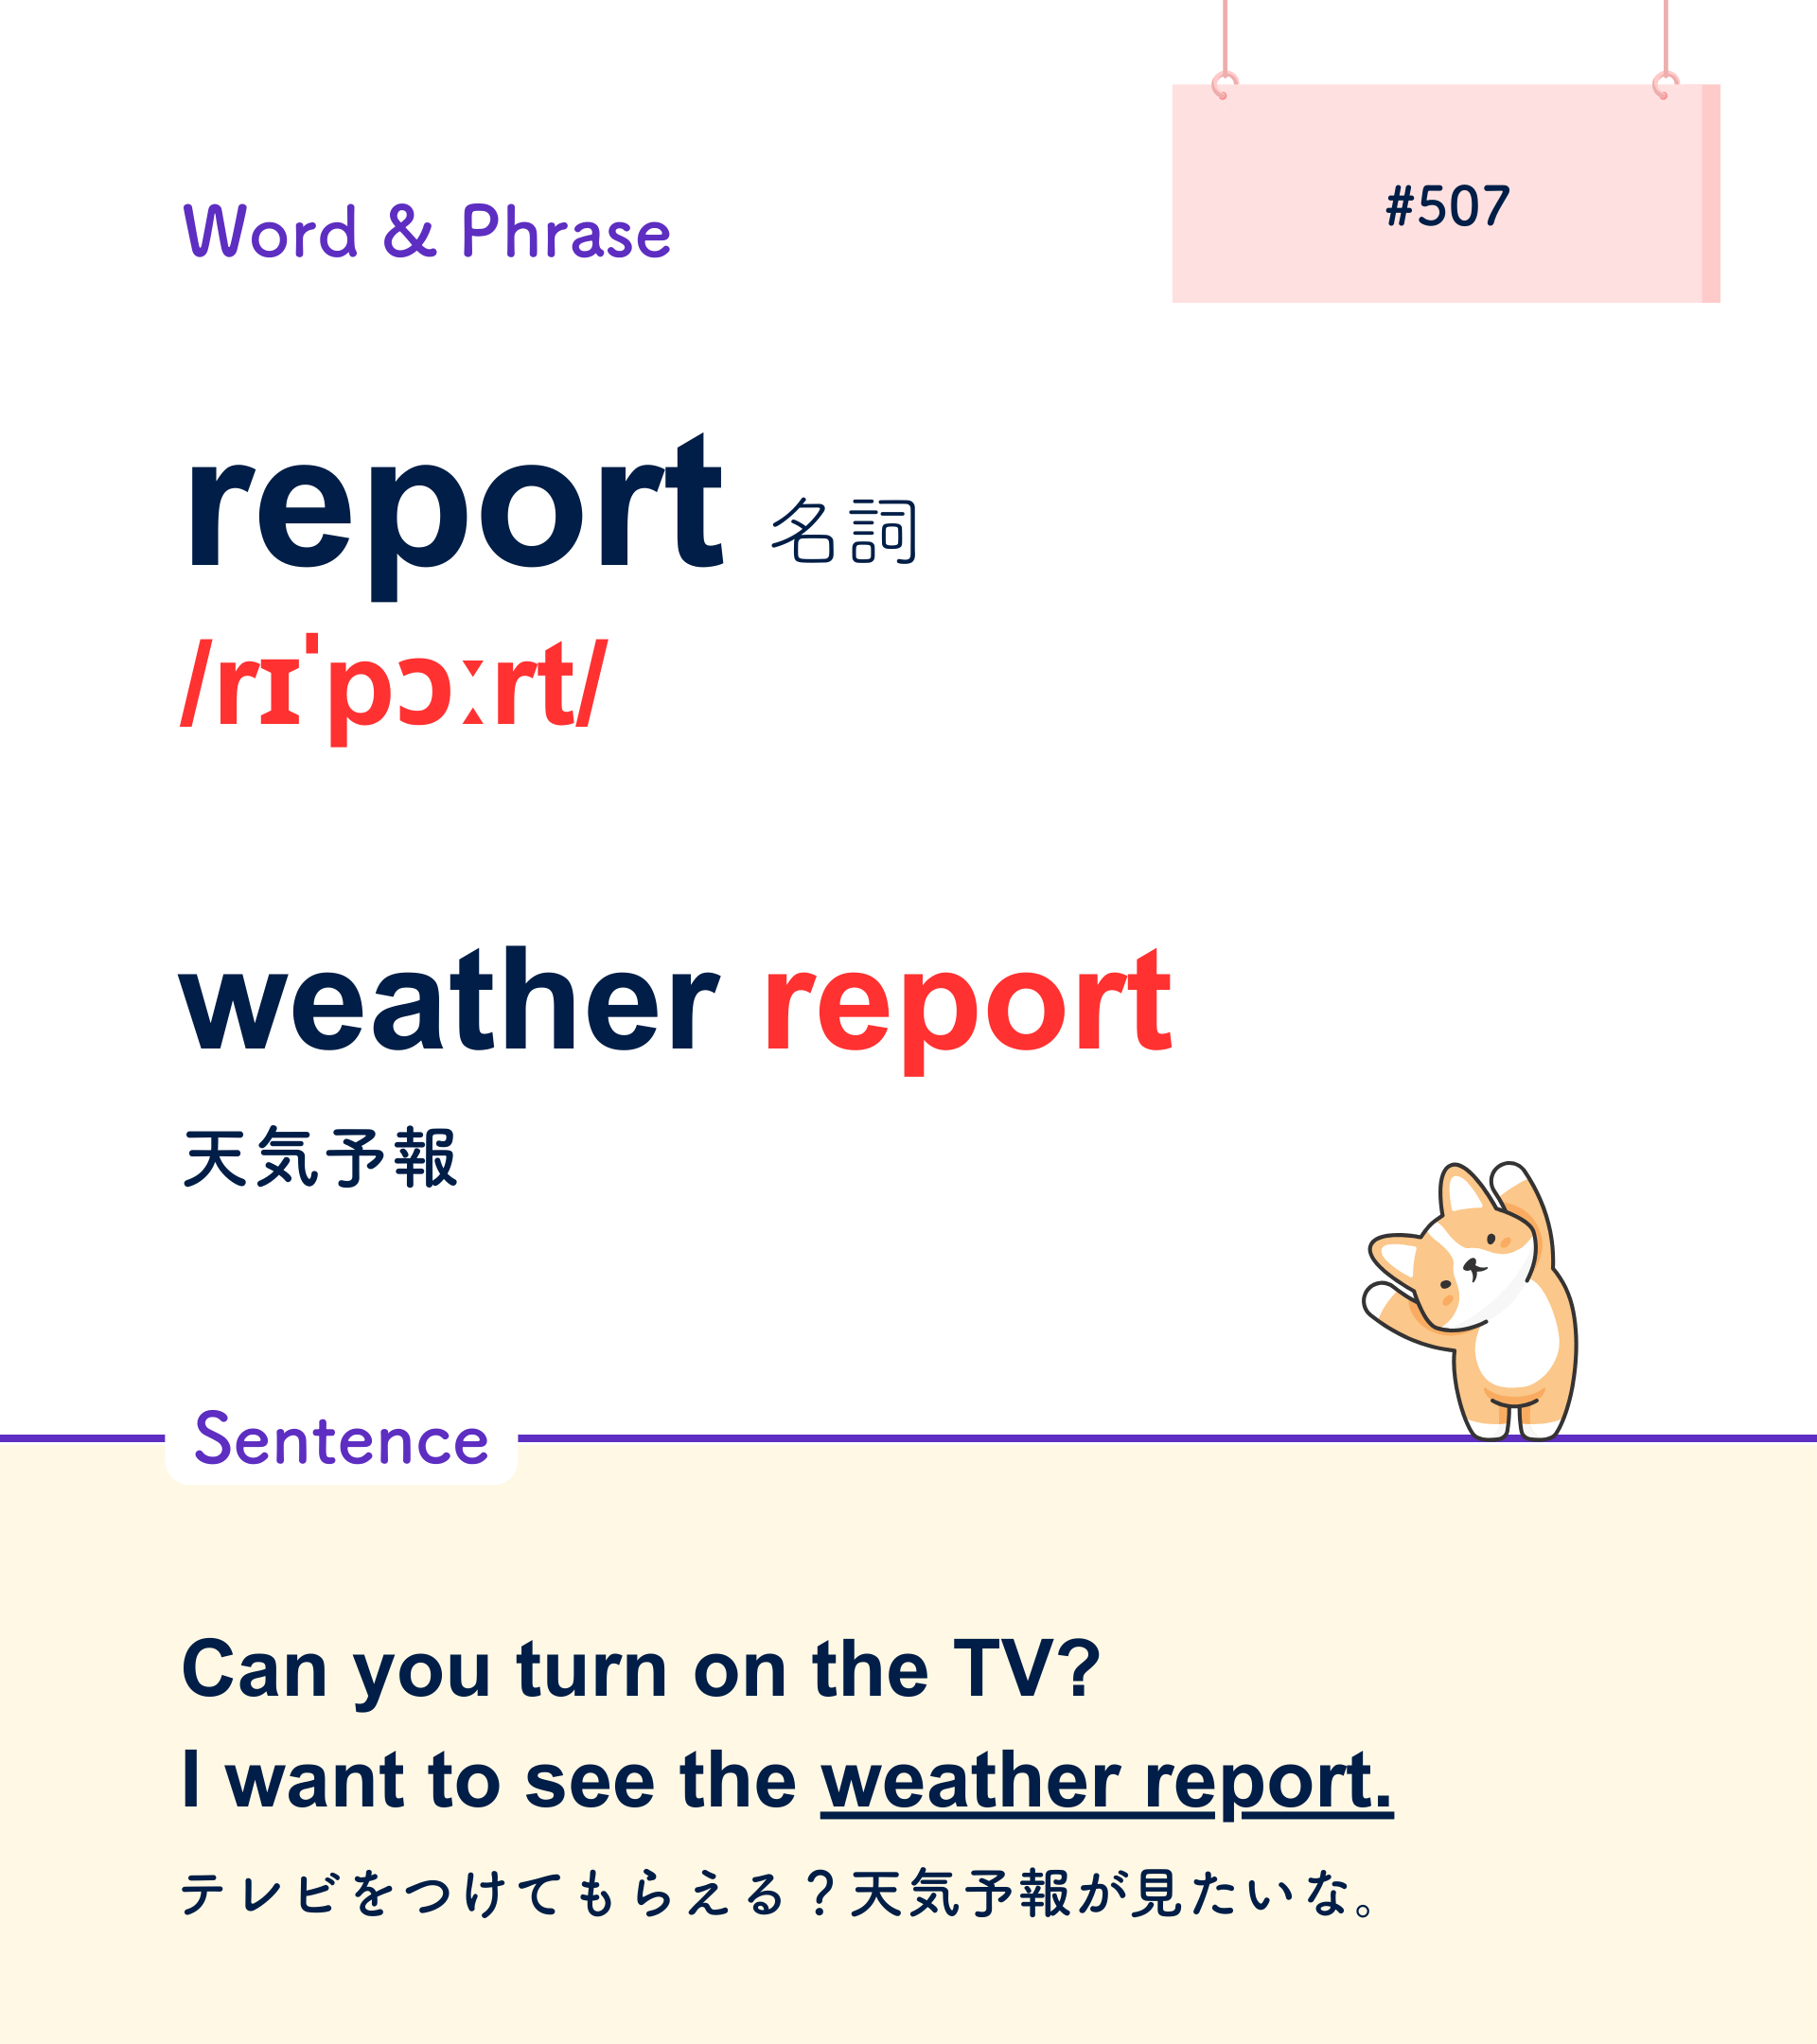 Word & Phrase
#507
report 名詞
/rɪˈpɔːrt/
weather report
天気予報
Sentence
Can you turn on the TV?
I want to see the weather report.
テレビをつけてもらえる？天気予報が見たいな。